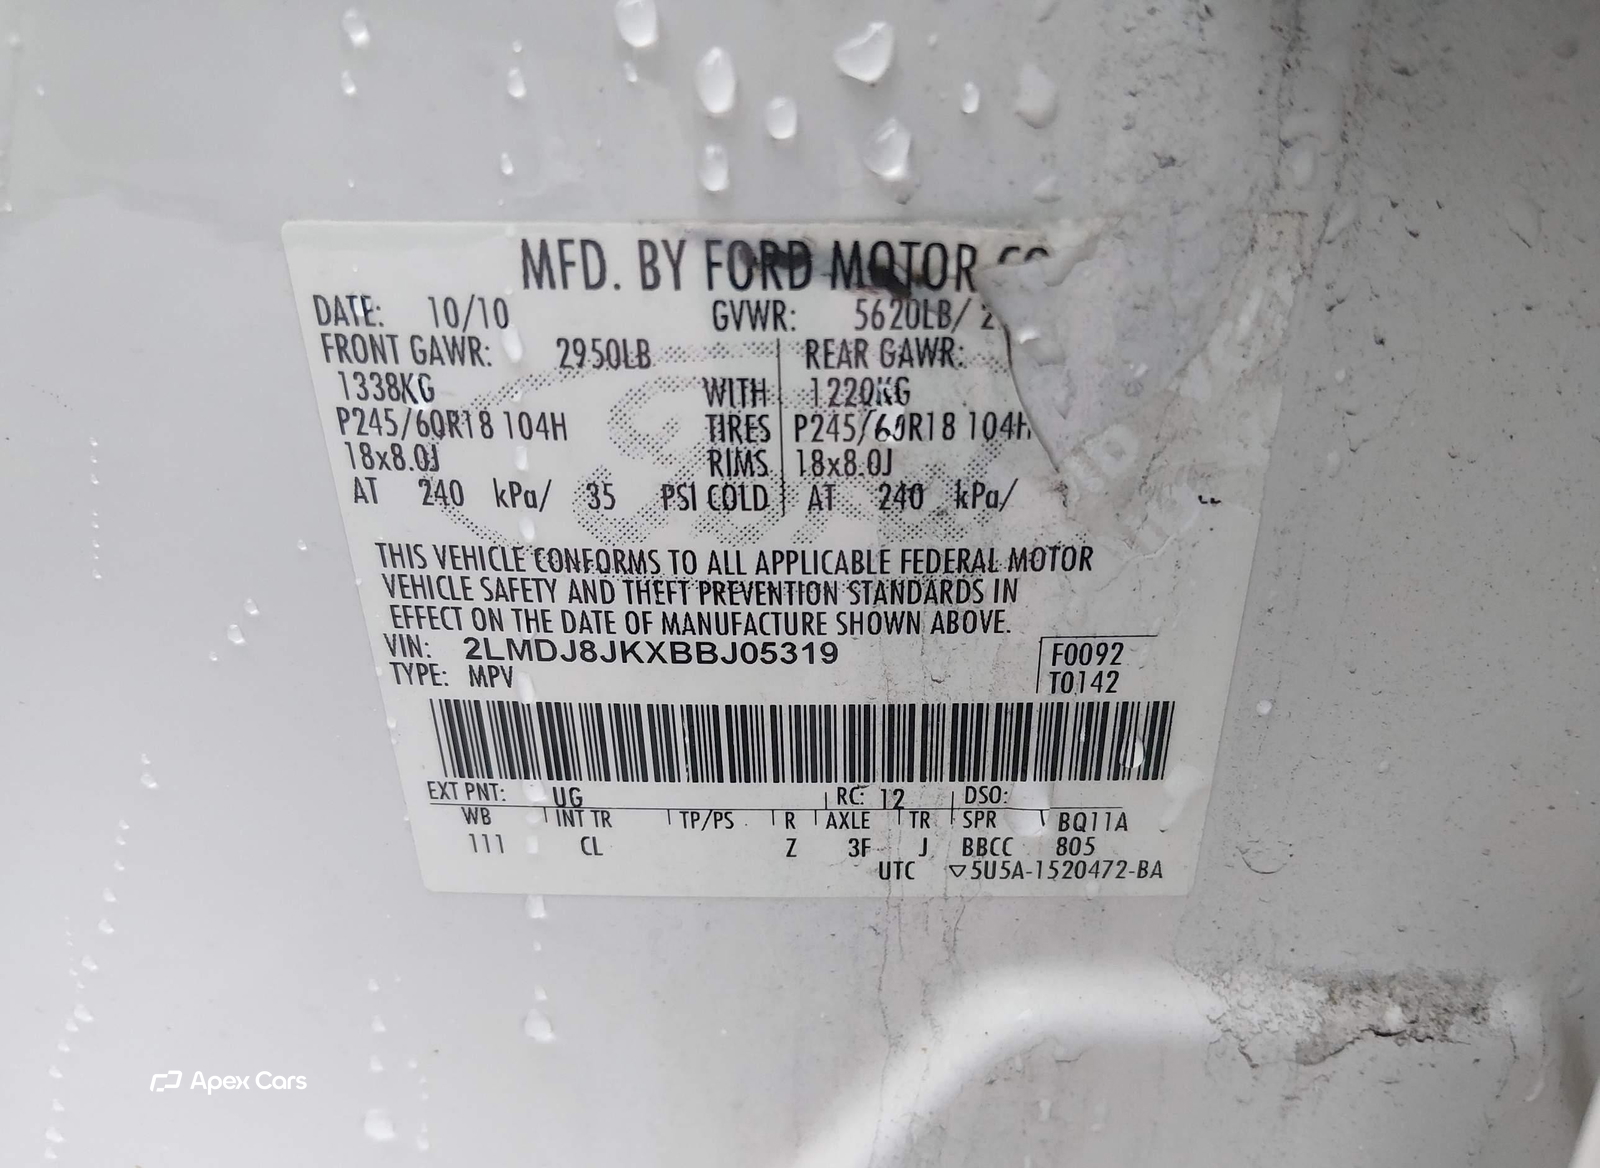 MFD. BY FORD MOTOR CO
DATE: 10/10 GVWR: 5620LB/ 2
FRONT GAWR: 2950LB REAR GAWR:
1338KG WITH 1220KG
P245/60R18 104H TIRES P245/60R18 104H
18x8.0J RIMS 18x8.0J
AT 240 kPa/ 35 PSI COLD AT 240 kPa/
THIS VEHICLE CONFORMS TO ALL APPLICABLE FEDERAL MOTOR
VEHICLE SAFETY AND THEFT PREVENTION STANDARDS IN
EFFECT ON THE DATE OF MANUFACTURE SHOWN ABOVE.
VIN: 2LMDJ8JKXBBJ05319 F0092
TYPE: MPV T0142
EXT PNT: UG RC: 12 DSO:
WB INT TR TP/PS R AXLE TR SPR BQ11A
111 CL Z 3F J BBCC 805
UTC ▽5U5A-1520472-BA
Apex Cars